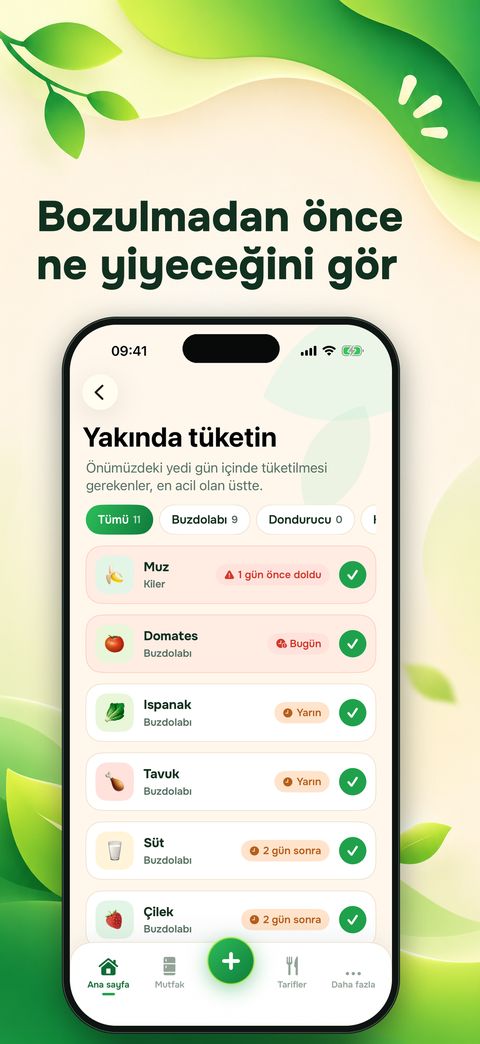 Bozulmadan önce
ne yiyeceğini gör
09:41
Yakında tüketin
Önümüzdeki yedi gün içinde tüketilmesi
gerekenler, en acil olan üstte.
Tümü 11
Buzdolabı 9
Dondurucu 0
Muz
Kiler
1 gün önce doldu
Domates
Buzdolabı
Bugün
Ispanak
Buzdolabı
Yarın
Tavuk
Buzdolabı
Yarın
Süt
Buzdolabı
2 gün sonra
Çilek
Buzdolabı
2 gün sonra
Ana sayfa
Mutfak
Tarifler
Daha fazla